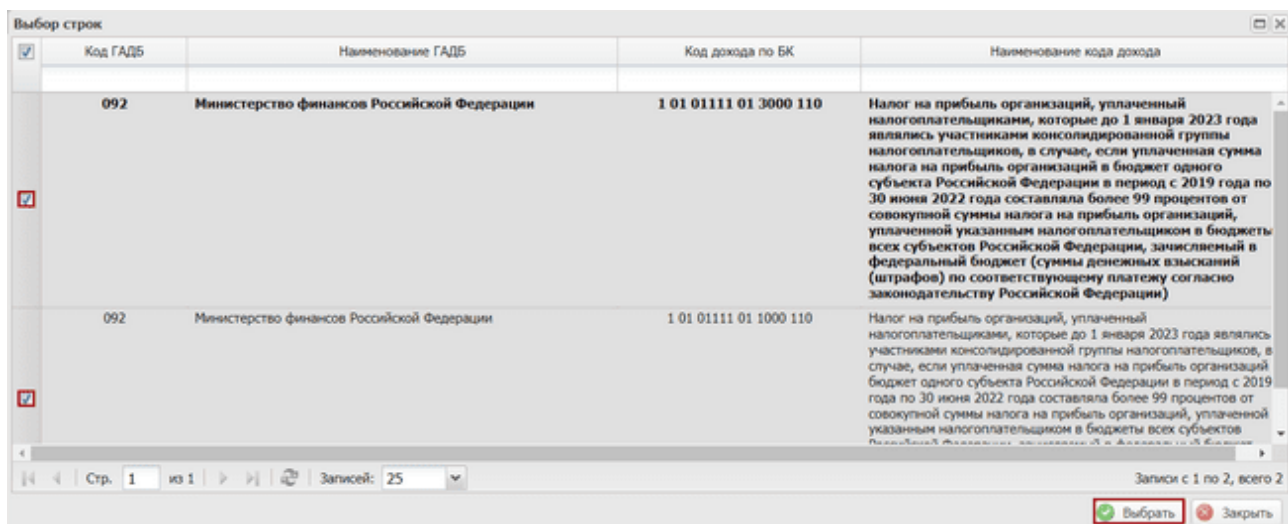 Выбор строк
Код ГАДБ Наименование ГАДБ Код дохода по БК Наименование кода дохода
092 Министерство финансов Российской Федерации 1 01 01111 01 3000 110 Налог на прибыль организаций, уплаченный
налогоплательщиками, которые до 1 января 2023 года
являлись участниками консолидированной группы
налогоплательщиков, в случае, если уплаченная сумма
налога на прибыль организаций в бюджет одного
субъекта Российской Федерации в период с 2019 года по
30 июня 2022 года составляла более 99 процентов от
совокупной суммы налога на прибыль организаций,
уплаченной указанным налогоплательщиком в бюджеты
всех субъектов Российской Федерации, зачисляемый в
федеральный бюджет (суммы денежных взысканий
(штрафов) по соответствующему платежу согласно
законодательству Российской Федерации)
092 Министерство финансов Российской Федерации 1 01 01111 01 1000 110 Налог на прибыль организаций, уплаченный
налогоплательщиками, которые до 1 января 2023 года являлись
участниками консолидированной группы налогоплательщиков, в
случае, если уплаченная сумма налога на прибыль организаций
бюджет одного субъекта Российской Федерации в период с 2019
года по 30 июня 2022 года составляла более 99 процентов от
совокупной суммы налога на прибыль организаций, уплаченной
указанным налогоплательщиком в бюджеты всех субъектов
Стр. 1 из 1 Записей: 25 Записи с 1 по 2, всего 2
Выбрать Закрыть